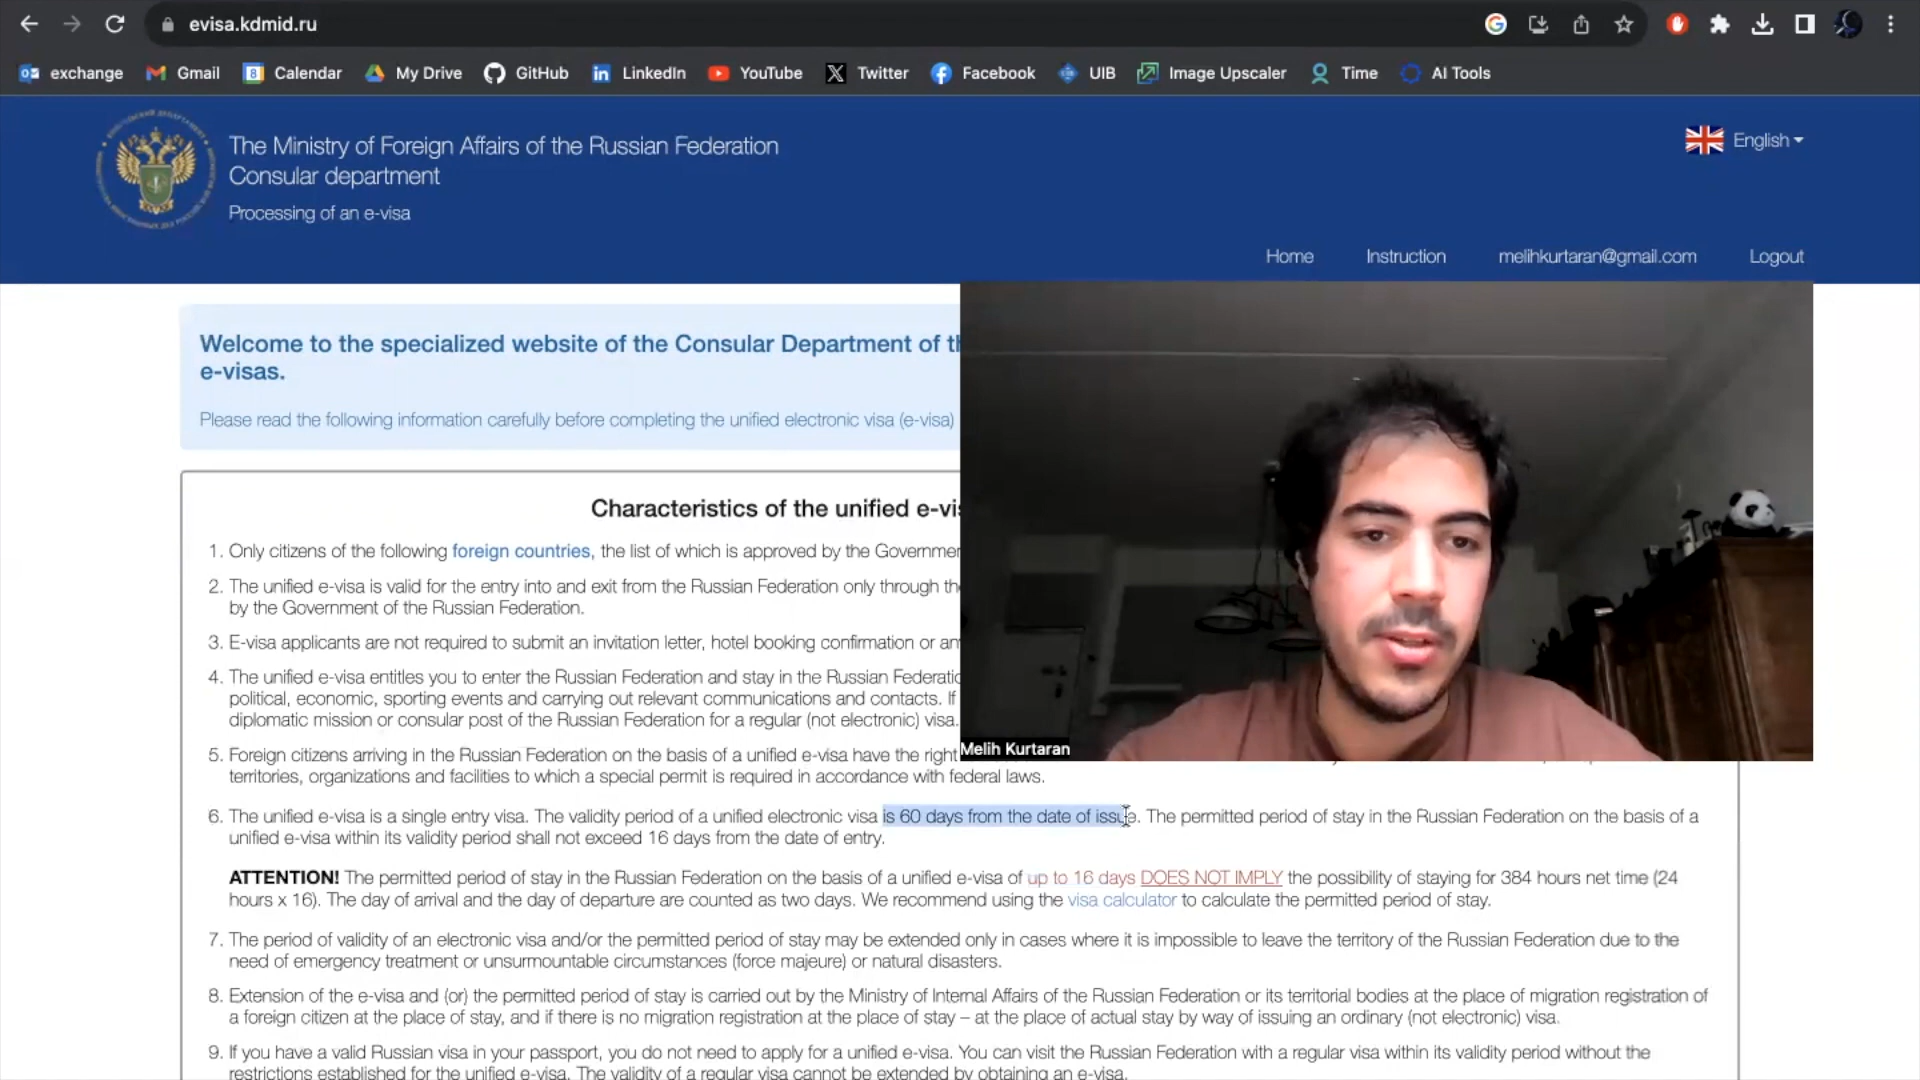 evisa.kdmid.ru
exchange Gmail Calendar My Drive GitHub LinkedIn YouTube Twitter Facebook UIB Image Upscaler Time AI Tools
The Ministry of Foreign Affairs of the Russian Federation
Consular department
Processing of an e-visa
English
Home Instruction melihkurtaran@gmail.com Logout
Welcome to the specialized website of the Consular Department of
e-visas.
Please read the following information carefully before completing the unified electronic visa (e-visa)
Characteristics of the unified
1. Only citizens of the following foreign countries, the list of which is approved by the
2. The unified e-visa is valid for the entry into and exit from the Russian Federation only through
by the Government of the Russian Federation.
3. E-visa applicants are not required to submit an invitation letter, hotel booking confirmation or
4. The unified e-visa entitles you to enter the Russian Federation and stay in the Russian
political, economic, sporting events and carrying out relevant communications and contacts. If
diplomatic mission or consular post of the Russian Federation for a regular (not electronic) visa.
5. Foreign citizens arriving in the Russian Federation on the basis of a unified e-visa have the right
territories, organizations and facilities to which a special permit is required in accordance with federal laws.
Melih Kurtaran
6. The unified e-visa is a single entry visa. The validity period of a unified electronic visa is 60 days from the date of issue. The permitted period of stay in the Russian Federation on the basis of a
unified e-visa within its validity period shall not exceed 16 days from the date of entry.
ATTENTION! The permitted period of stay in the Russian Federation on the basis of a unified e-visa of up to 16 days DOES NOT IMPLY the possibility of staying for 384 hours net time (24
hours x 16). The day of arrival and the day of departure are counted as two days. We recommend using the visa calculator to calculate the permitted period of stay.
7. The period of validity of an electronic visa and/or the permitted period of stay may be extended only in cases where it is impossible to leave the territory of the Russian Federation due to the
need of emergency treatment or unsurmountable circumstances (force majeure) or natural disasters.
8. Extension of the e-visa and (or) the permitted period of stay is carried out by the Ministry of Internal Affairs of the Russian Federation or its territorial bodies at the place of migration registration of
a foreign citizen at the place of stay, and if there is no migration registration at the place of stay – at the place of actual stay by way of issuing an ordinary (not electronic) visa.
9. If you have a valid Russian visa in your passport, you do not need to apply for a unified e-visa. You can visit the Russian Federation with a regular visa within its validity period without the
restrictions established for the unified e-visa. The validity of a regular visa cannot be extended by obtaining an e-visa.